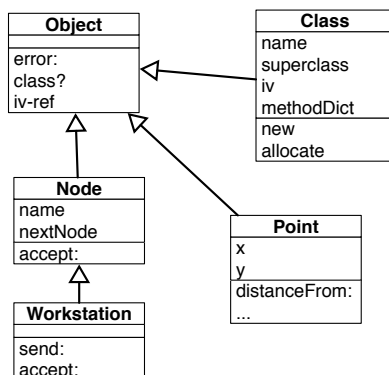 Object
error:
class?
iv-ref
Class
name
superclass
iv
methodDict
new
allocate
Node
name
nextNode
accept:
Point
x
y
distanceFrom:
...
Workstation
send:
accept: